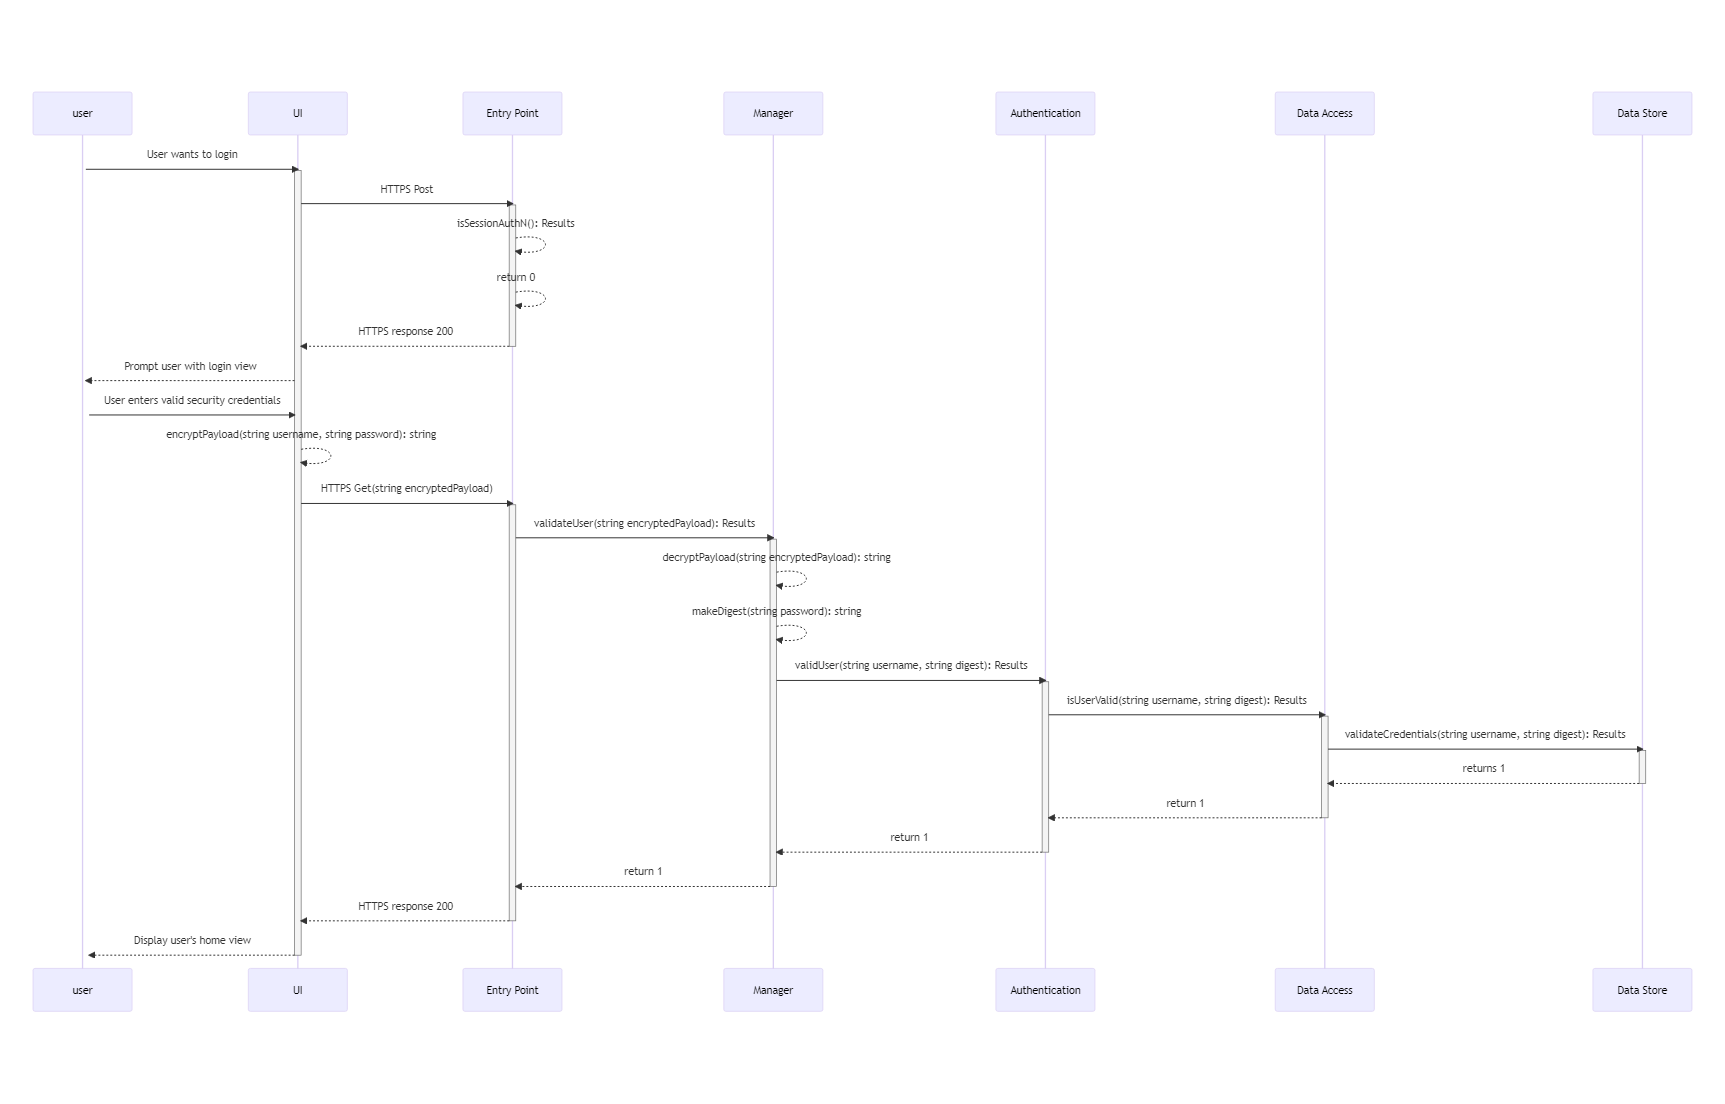 user
UI
Entry Point
Manager
Authentication
Data Access
Data Store
User wants to login
HTTPS Post
isSessionAuthN(): Results
return 0
HTTPS response 200
Prompt user with login view
User enters valid security credentials
encryptPayload(string username, string password): string
HTTPS Get(string encryptedPayload)
validateUser(string encryptedPayload): Results
decryptPayload(string encryptedPayload): string
makeDigest(string password): string
validUser(string username, string digest): Results
isUserValid(string username, string digest): Results
validateCredentials(string username, string digest): Results
returns 1
return 1
return 1
return 1
HTTPS response 200
Display user's home view
user
UI
Entry Point
Manager
Authentication
Data Access
Data Store